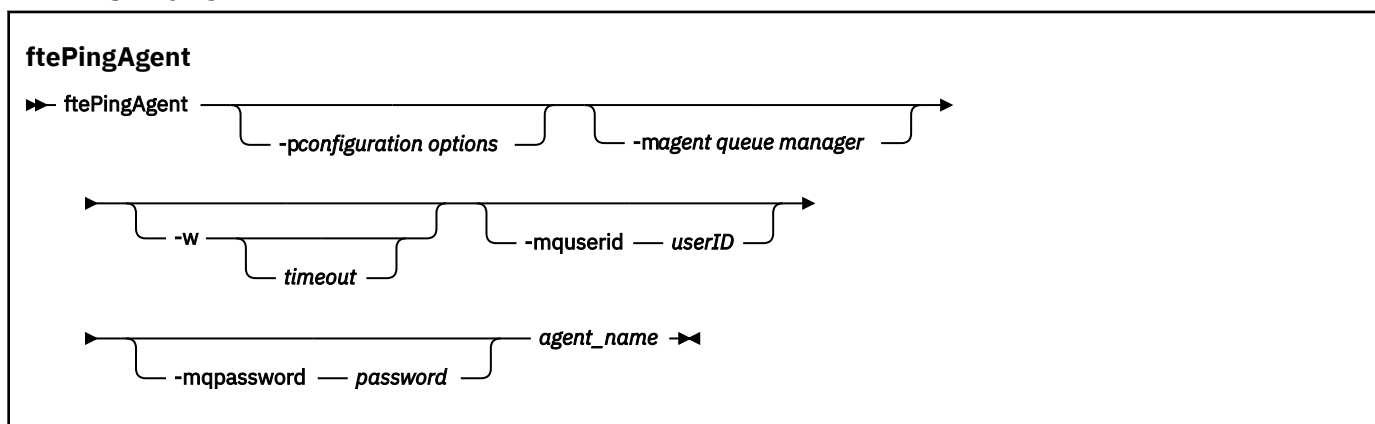 ftePingAgent
ftePingAgent
-pconfiguration options
-magent queue manager
-w
timeout
-mquserid userID
-mqpassword password
agent_name